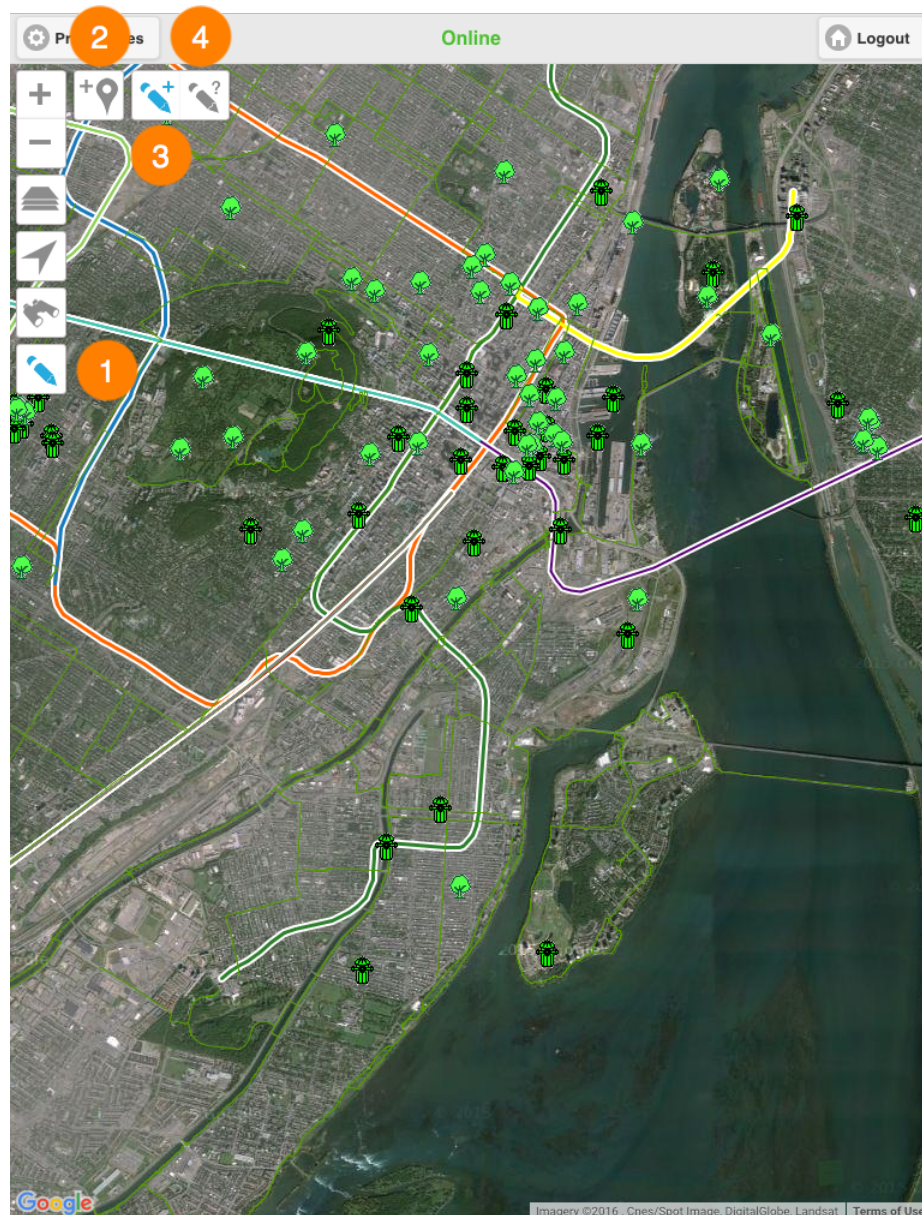 2
4
Pr es
Online
Logout
+
?
3
1
Google
Imagery ©2016 , Cnes/Spot Image, DigitalGlobe, Landsat
Terms of Use